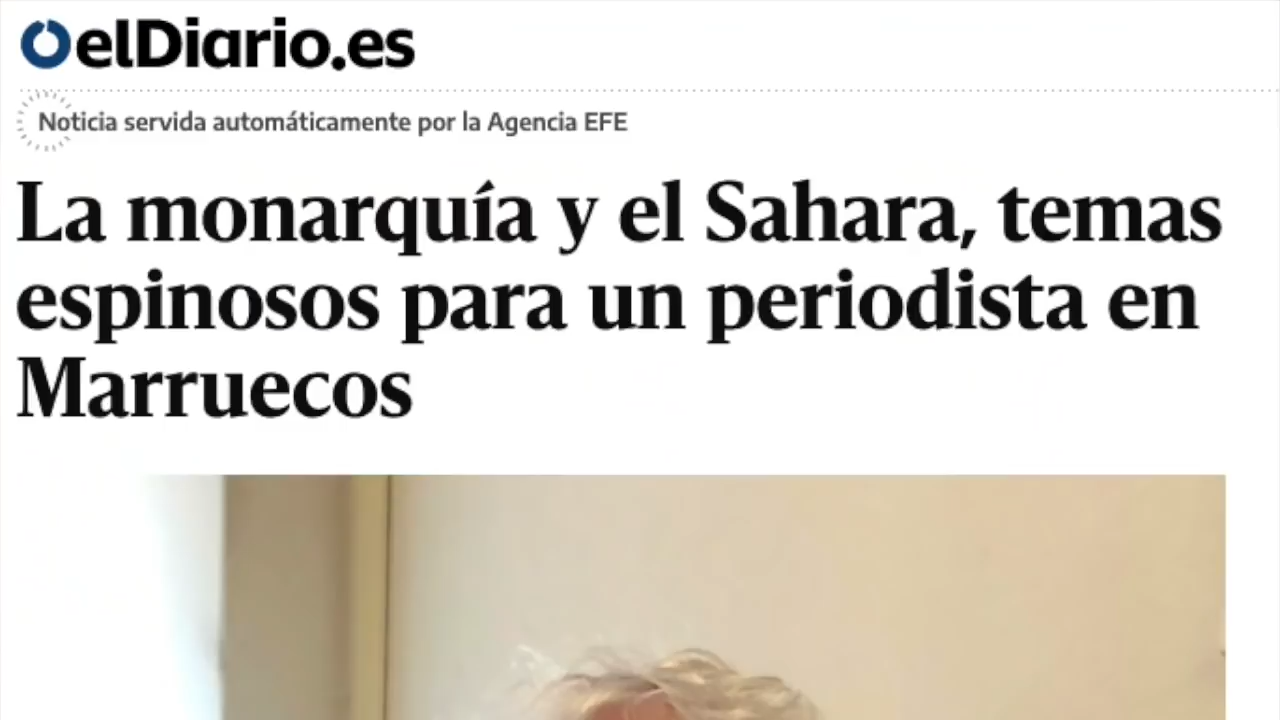 elDiario.es
Noticia servida automáticamente por la Agencia EFE
La monarquía y el Sahara, temas
espinosos para un periodista en
Marruecos